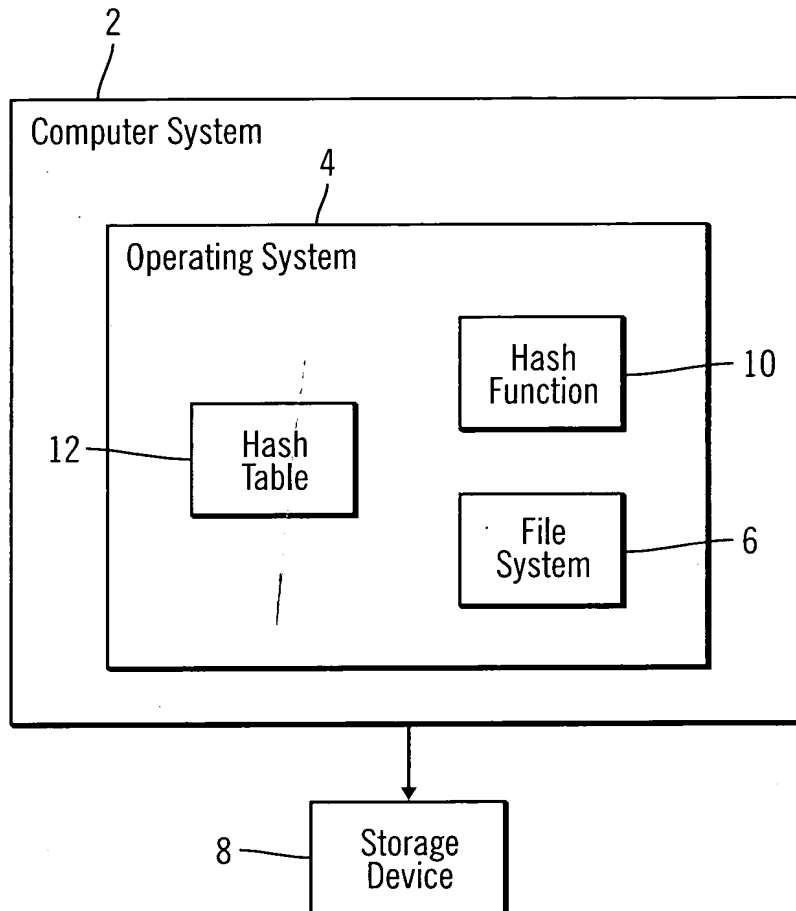 2
Computer System
4
Operating System
Hash
Function
10
12
Hash
Table
File
System
6
8
Storage
Device